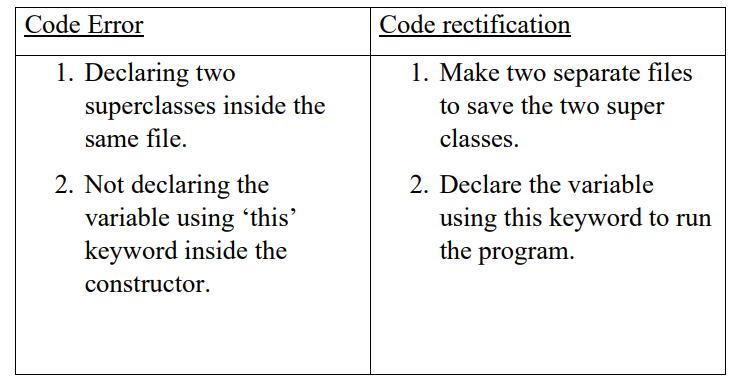 Code Error
Code rectification
1. Declaring two
superclasses inside the
same file.
2. Not declaring the
variable using ‘this’
keyword inside the
constructor.
1. Make two separate files
to save the two super
classes.
2. Declare the variable
using this keyword to run
the program.